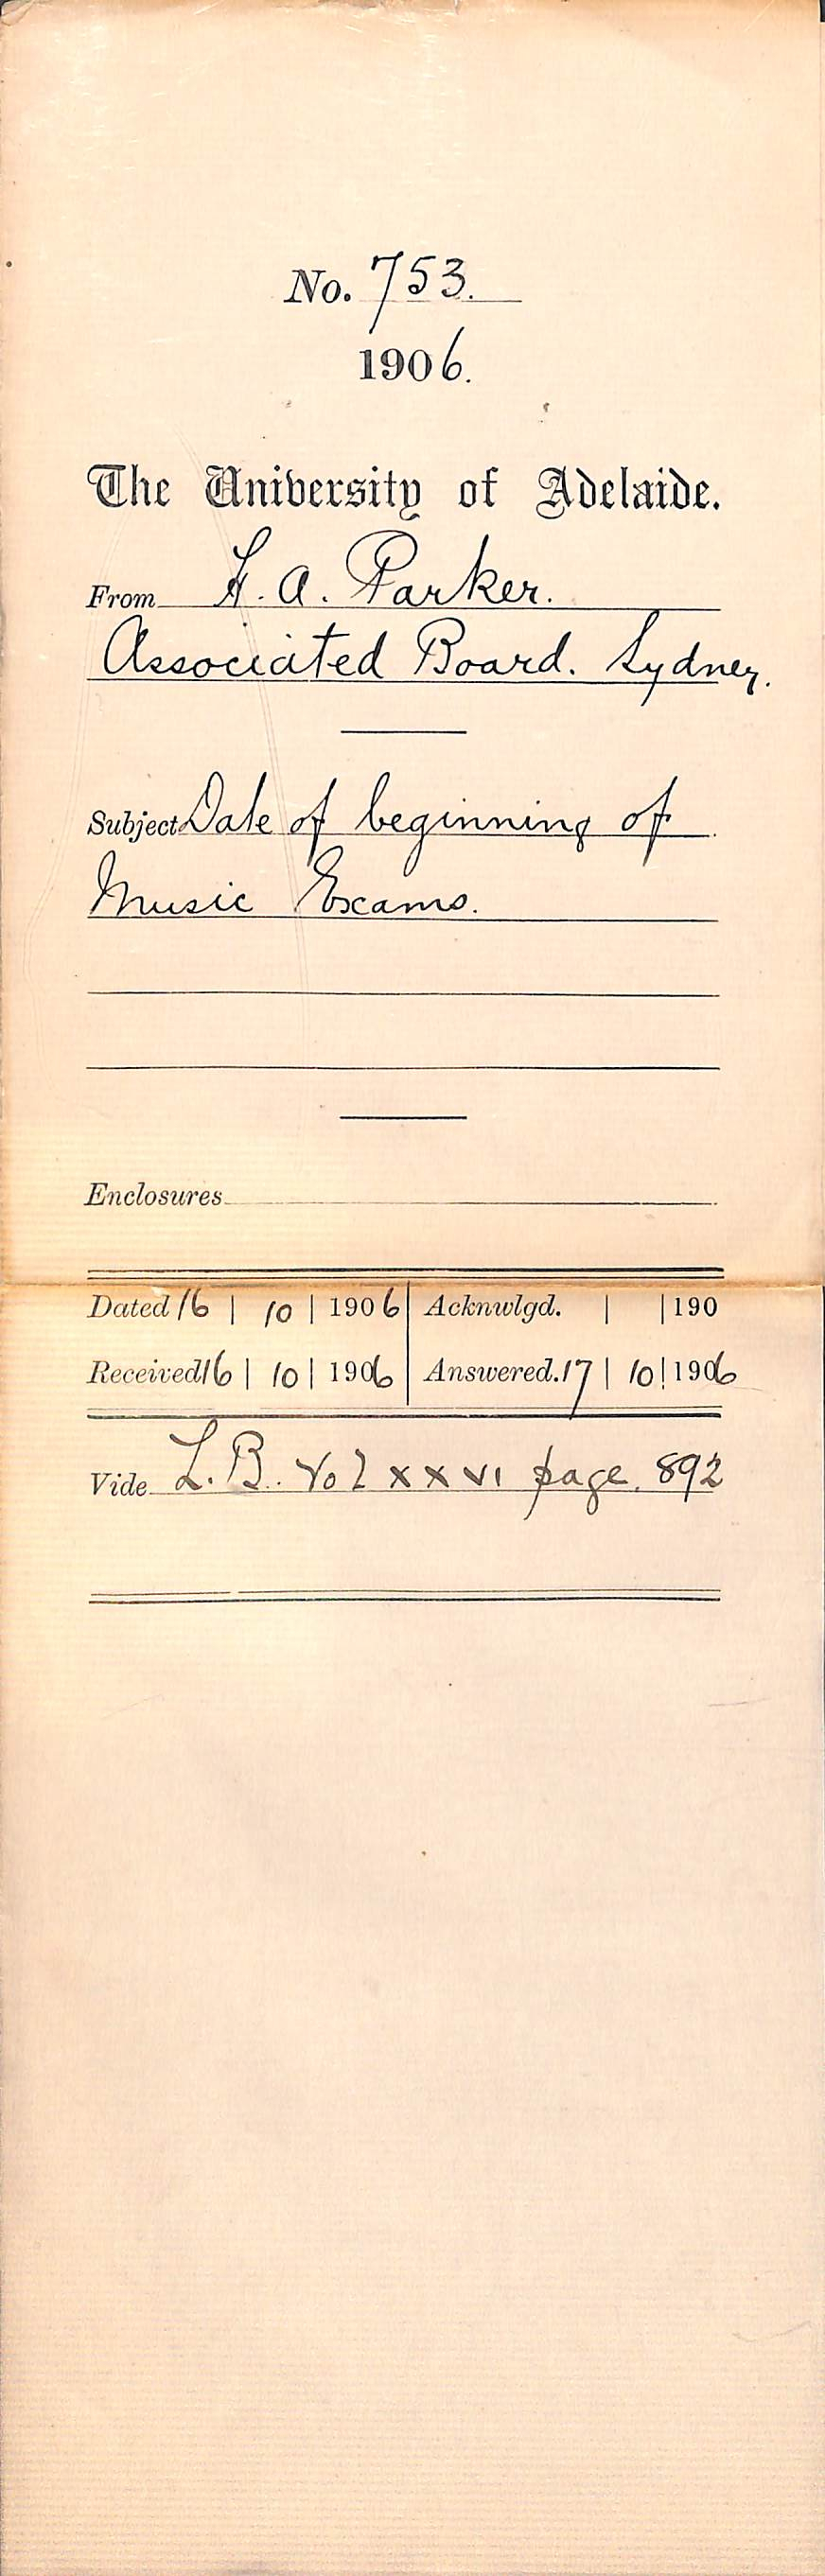 No. 753.
1906.
The University of Adelaide.
From H. A. Parker.
Associated Board. Sydney.
Subject Date of beginning of
Music Exams.
Enclosures
Dated 16 | 10 | 1906 Acknwlgd. | | 190
Received 16 | 10 | 1906 Answered. 17 | 10 | 1906
Vide L. B. Vol xxvi page. 892